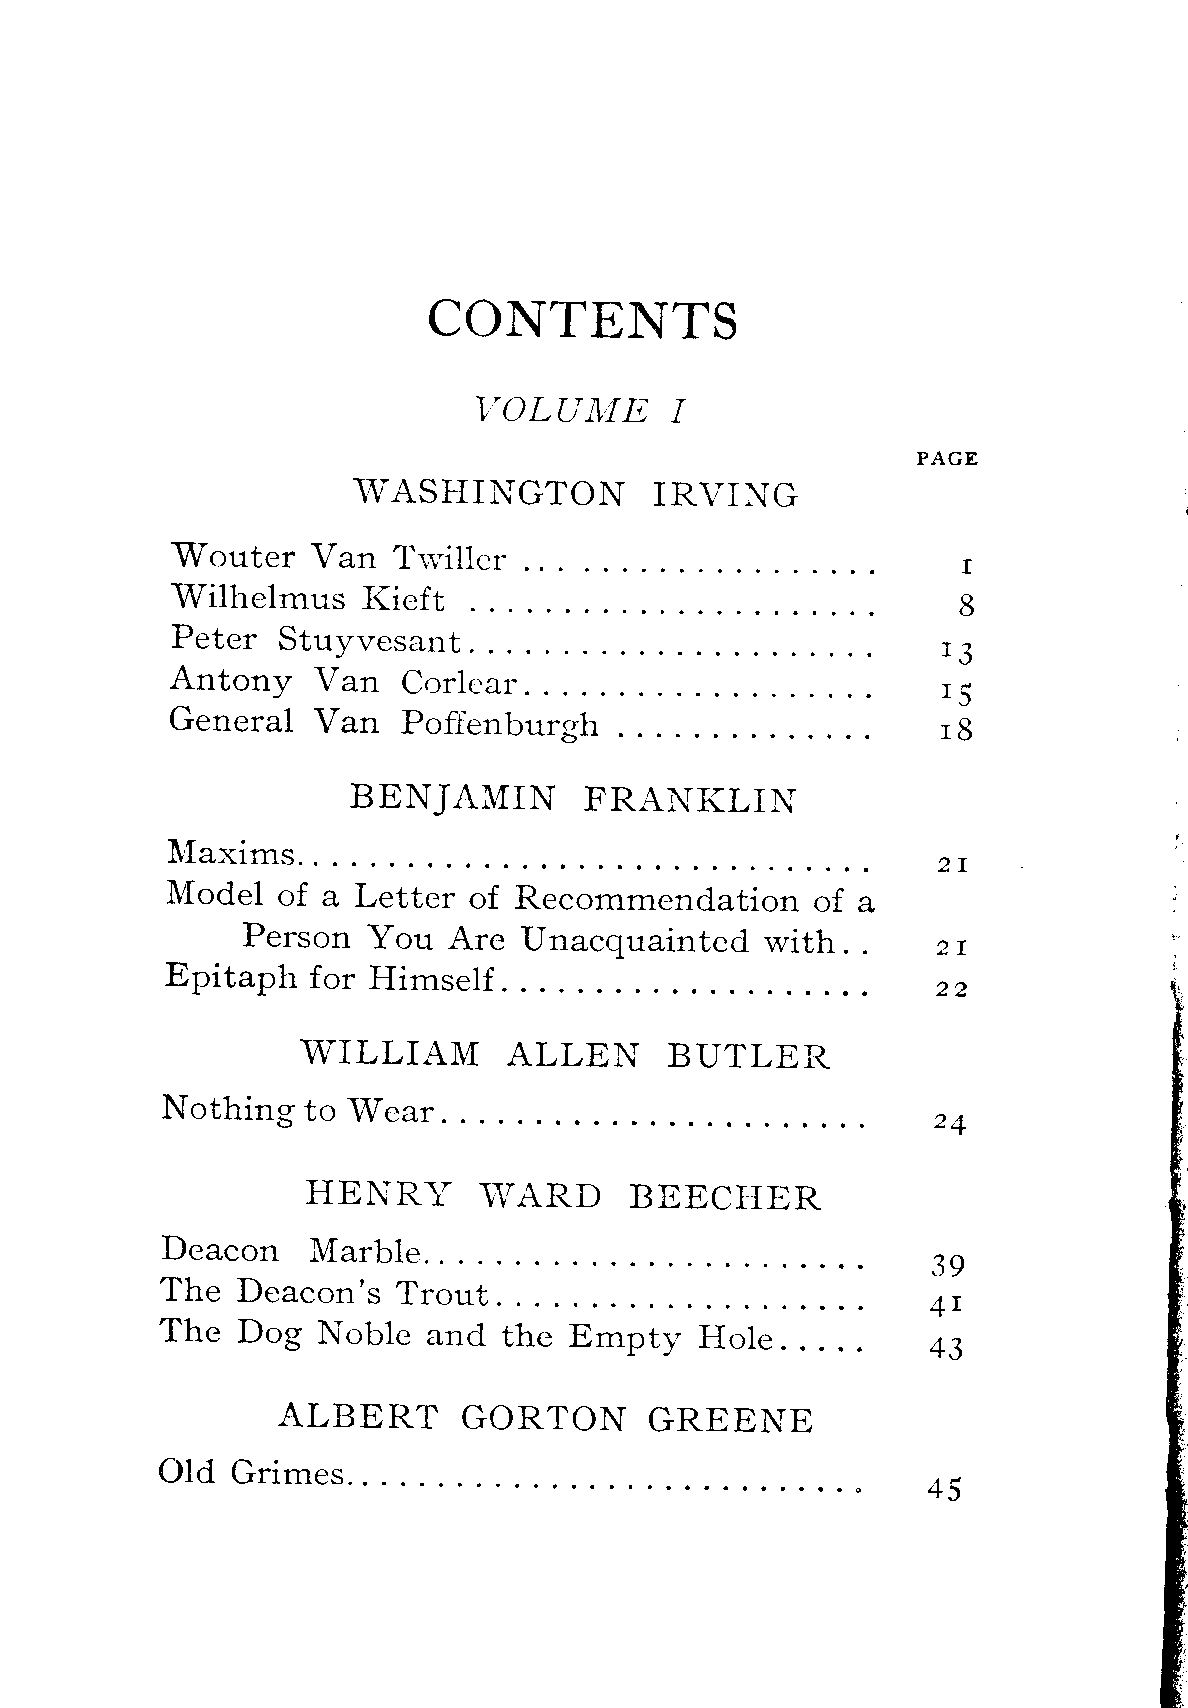 CONTENTS
VOLUME I
PAGE
WASHINGTON IRVING
Wouter Van Twiller ................... 1
Wilhelmus Kieft ...................... 8
Peter Stuyvesant...................... 13
Antony Van Corlear................... 15
General Van Poffenburgh .............. 18
BENJAMIN FRANKLIN
Maxims............................... 21
Model of a Letter of Recommendation of a
Person You Are Unacquainted with.. 21
Epitaph for Himself.................... 22
WILLIAM ALLEN BUTLER
Nothing to Wear....................... 24
HENRY WARD BEECHER
Deacon Marble........................ 39
The Deacon's Trout.................... 41
The Dog Noble and the Empty Hole..... 43
ALBERT GORTON GREENE
Old Grimes............................ 45